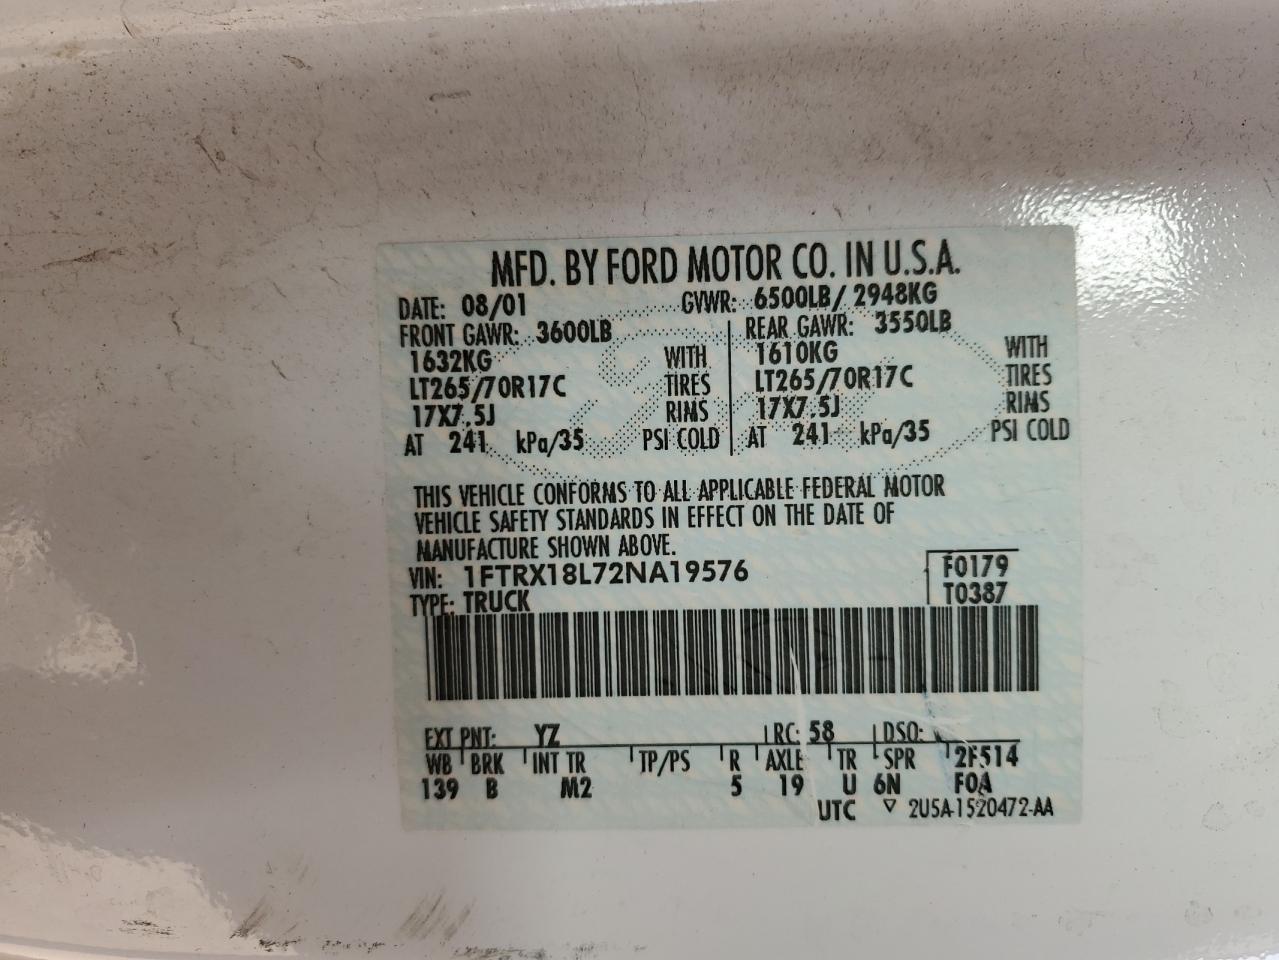 MFD. BY FORD MOTOR CO. IN U.S.A.
DATE: 08/01 GVWR: 6500LB/ 2948KG
FRONT GAWR: 3600LB REAR GAWR: 3550LB
1632KG WITH 1610KG WITH
LT265/70R17C TIRES LT265/70R17C TIRES
17X7.5J RIMS 17X7.5J RIMS
AT 241 kPa/35 PSI COLD AT 241 kPa/35 PSI COLD
THIS VEHICLE CONFORMS TO ALL APPLICABLE FEDERAL MOTOR
VEHICLE SAFETY STANDARDS IN EFFECT ON THE DATE OF
MANUFACTURE SHOWN ABOVE.
VIN: 1FTRX18L72NA19576 F0179
TYPE: TRUCK T0387
EXT PNT: YZ RC: 58 DSO:
WB BRK INT TR TP/PS R AXLE TR SPR 2F514
139 B M2 5 19 U 6N F0A
UTC ▽ 2U5A-1520472-AA